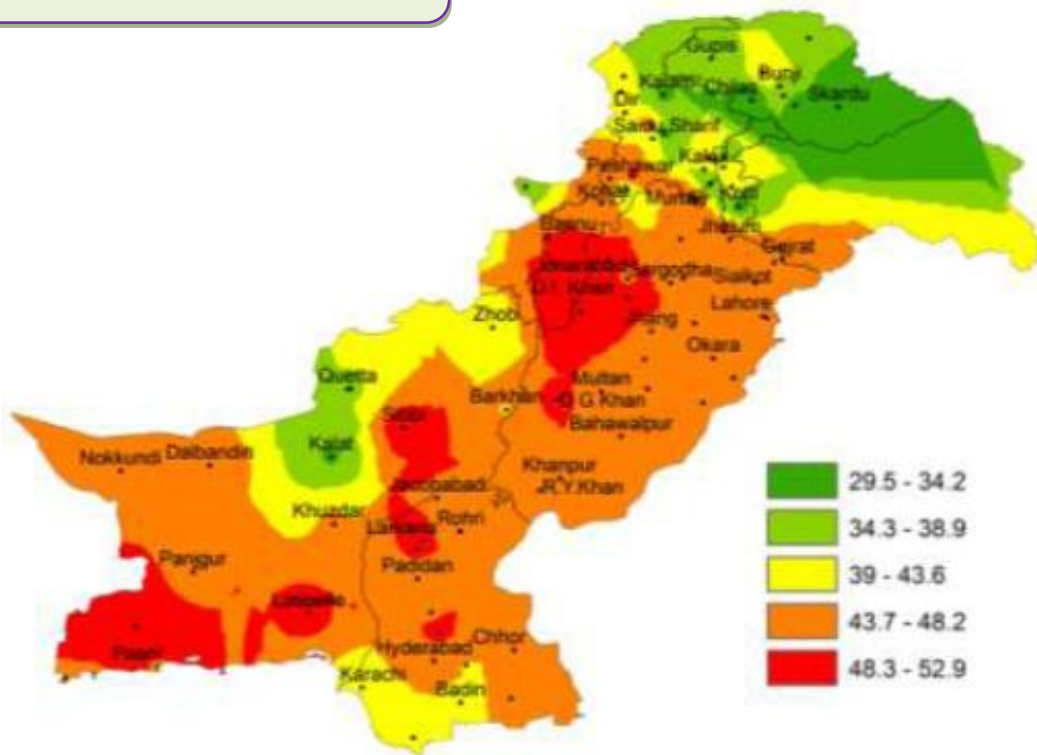 Gupis
Bunji
Kalam
Chilas
Skardu
Dir
Saidu Sharif
Peshawar
Kakul
Kohat
Murree
Kotli
Bannu
Jhelum
Gujrat
Sargodha
Sialkot
D.I. Khan
Lahore
Zhob
Jhang
Okara
Quetta
Multan
Barkhan
D G Khan
Sibbi
Bahawalpur
Kalat
Nokkundi
Dalbandin
Khanpur
R.Y.Khan
Jacobabad
Khuzdar
Rohri
Larkana
Panjgur
Padidan
Hyderabad
Chhor
Karachi
Badin
29.5 - 34.2
34.3 - 38.9
39 - 43.6
43.7 - 48.2
48.3 - 52.9